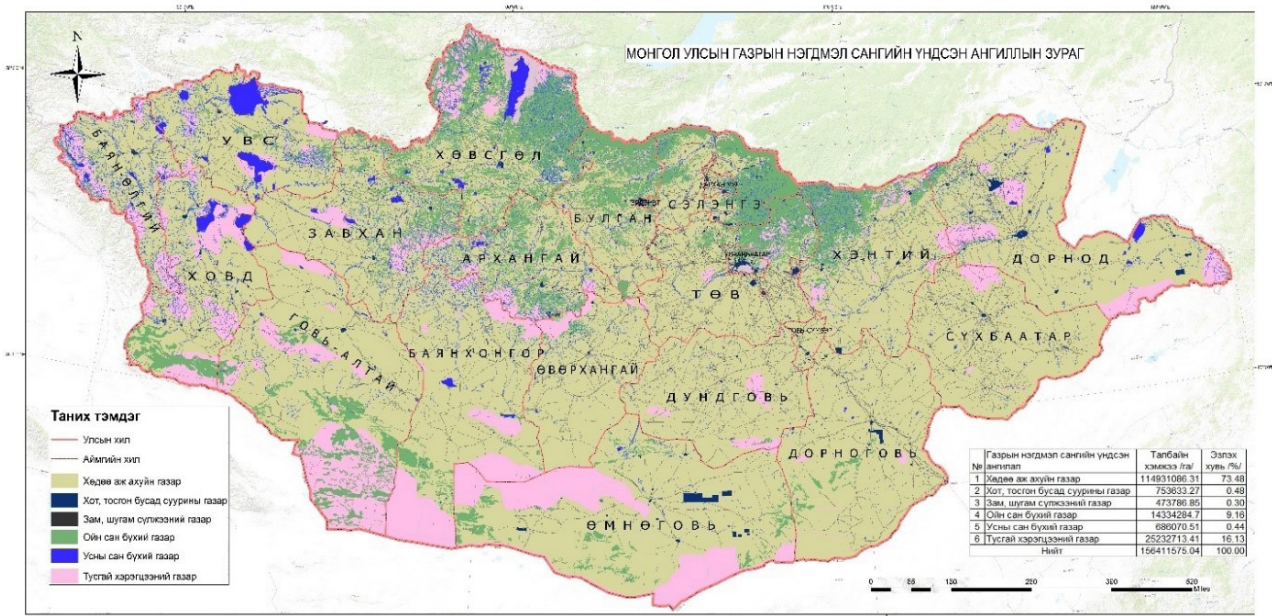 N
МОНГОЛ УЛСЫН ГАЗРЫН НЭГДМЭЛ САНГИЙН ҮНДСЭН АНГИЛЛЫН ЗУРАГ
БАЯН-ӨЛГИЙ
УВС
ХӨВСГӨЛ
ЗАВХАН
АРХАНГАЙ
БУЛГАН
СЭЛЭНГЭ
ХОВД
ТӨВ
ХЭНТИЙ
ДОРНОД
СҮХБААТАР
ГОВЬ-АЛТАЙ
БАЯНХОНГОР
ӨВӨРХАНГАЙ
ДУНДГОВЬ
ДОРНОГОВЬ
ӨМНӨГОВЬ
Таних тэмдэг
Улсын хил
Аймгийн хил
Хөдөө аж ахуйн газар
Хот, тосгон бусад суурины газар
Зам, шугам сүлжээний газар
Ойн сан бүхий газар
Усны сан бүхий газар
Тусгай хэрэгцээний газар
№ Газрын нэгдмэл сангийн үндсэн ангилал Талбайн хэмжээ /га/ Эзлэх хувь /%/
1 Хөдөө аж ахуйн газар 114931086.31 73.48
2 Хот, тосгон бусад суурины газар 753633.27 0.48
3 Зам, шугам сүлжээний газар 473786.85 0.30
4 Ойн сан бүхий газар 14334284.7 9.16
5 Усны сан бүхий газар 686070.51 0.44
6 Тусгай хэрэгцээний газар 25232713.41 16.13
Нийт 156411575.04 100.00
Miles